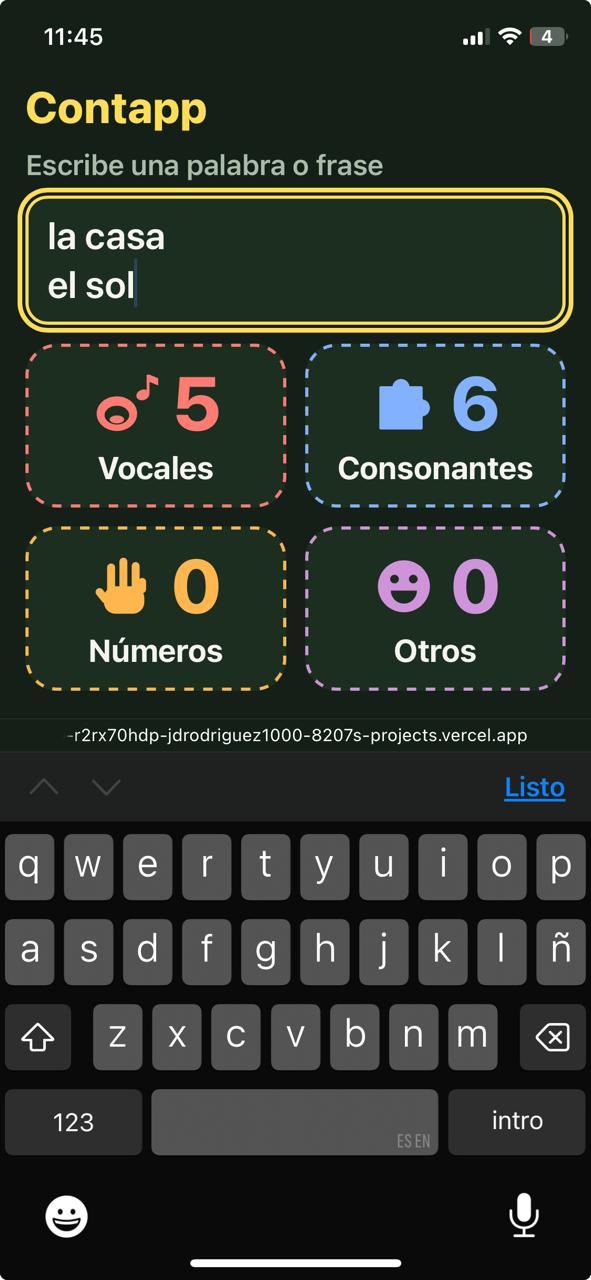 11:45
4
Contapp
Escribe una palabra o frase
la casa
el sol
5
Vocales
6
Consonantes
0
Números
0
Otros
-r2rx70hdp-jdrodriguez1000-8207s-projects.vercel.app
Listo
q w e r t y u i o p
a s d f g h j k l ñ
z x c v b n m
123
ES EN
intro